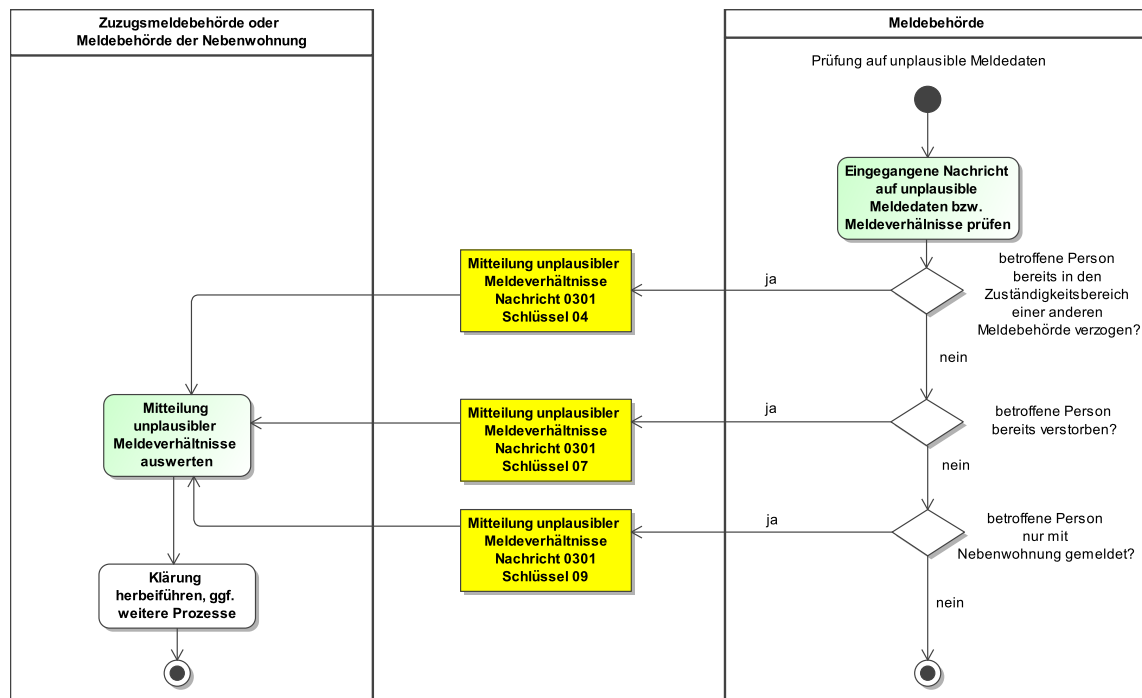 Zuzugsmeldebehörde oder
Meldebehörde der Nebenwohnung
Meldebehörde
Prüfung auf unplausible Meldedaten
Eingegangene Nachricht
auf unplausible
Meldedaten bzw.
Meldeverhälnisse prüfen
betroffene Person
bereits in den
Zuständigkeitsbereich
einer anderen
Meldebehörde verzogen?
ja
Mitteilung unplausibler
Meldeverhältnisse
Nachricht 0301
Schlüssel 04
nein
betroffene Person
bereits verstorben?
ja
Mitteilung unplausibler
Meldeverhältnisse
Nachricht 0301
Schlüssel 07
Mitteilung
unplausibler
Meldeverhältnisse
auswerten
nein
betroffene Person
nur mit
Nebenwohnung gemeldet?
ja
Mitteilung unplausibler
Meldeverhältnisse
Nachricht 0301
Schlüssel 09
Klärung
herbeiführen, ggf.
weitere Prozesse
nein